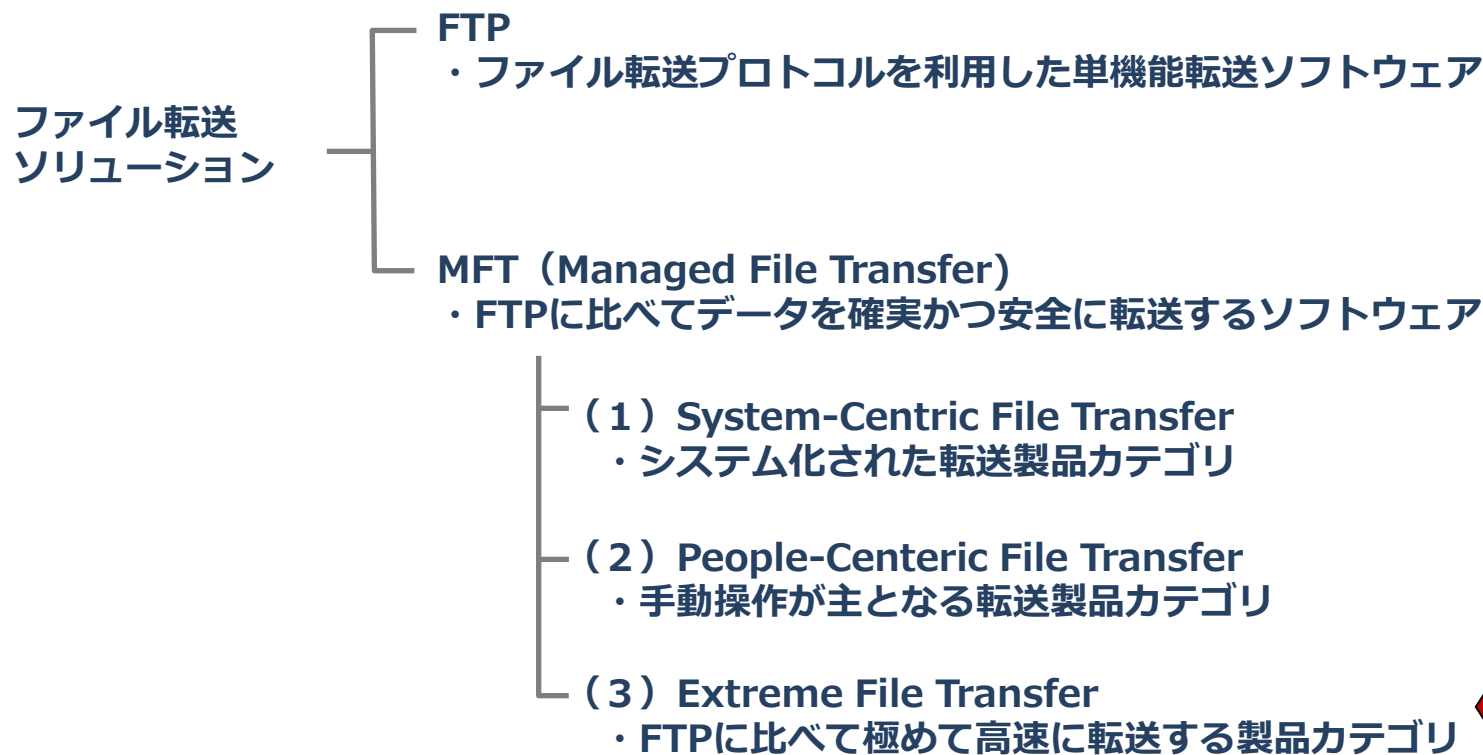 FTP
・ファイル転送プロトコルを利用した単機能転送ソフトウェア
ファイル転送
ソリューション
MFT（Managed File Transfer)
・FTPに比べてデータを確実かつ安全に転送するソフトウェア
（１）System-Centric File Transfer
・システム化された転送製品カテゴリ
（２）People-Centeric File Transfer
・手動操作が主となる転送製品カテゴリ
（３）Extreme File Transfer
・FTPに比べて極めて高速に転送する製品カテゴリ